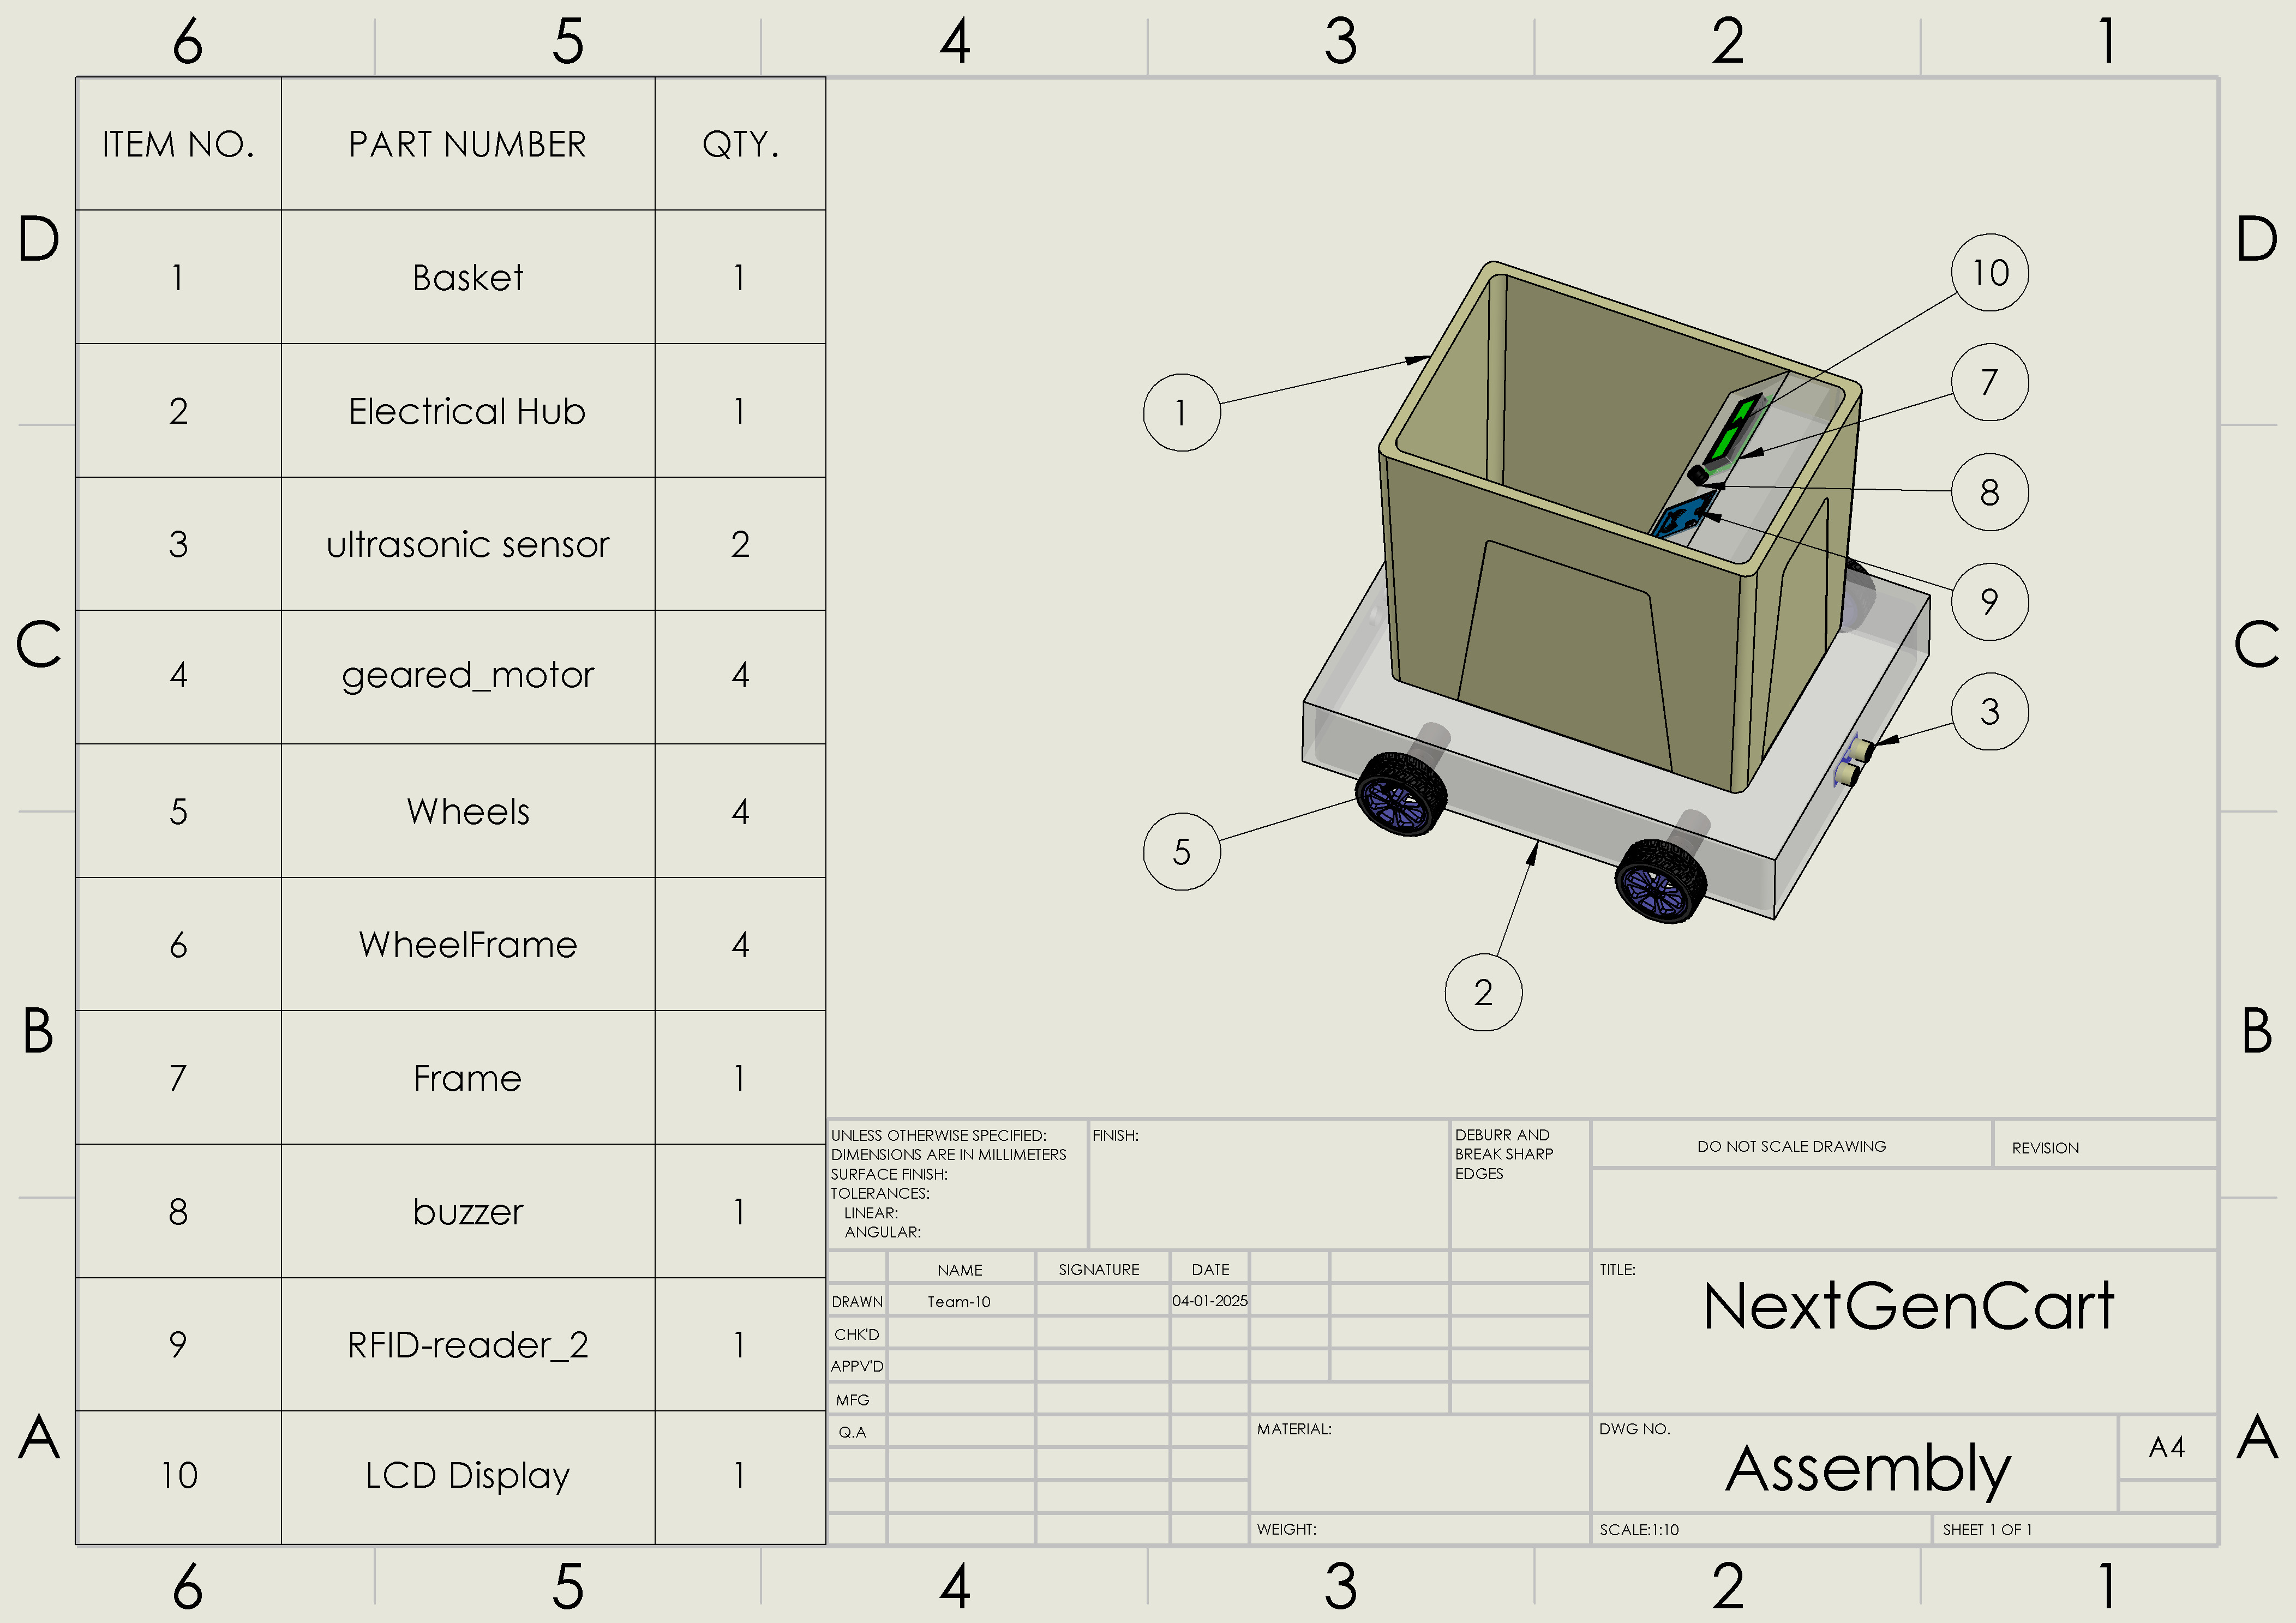 6 5 4 3 2 1
ITEM NO. PART NUMBER QTY.
1 Basket 1
2 Electrical Hub 1
3 ultrasonic sensor 2
4 geared_motor 4
5 Wheels 4
6 WheelFrame 4
7 Frame 1
8 buzzer 1
9 RFID-reader_2 1
10 LCD Display 1
D
C
B
A
10
7
1
8
9
3
5
2
D
C
B
A
UNLESS OTHERWISE SPECIFIED:
DIMENSIONS ARE IN MILLIMETERS
SURFACE FINISH:
TOLERANCES:
LINEAR:
ANGULAR:
FINISH:
DEBURR AND
BREAK SHARP
EDGES
DO NOT SCALE DRAWING
REVISION
NAME SIGNATURE DATE
DRAWN Team-10 04-01-2025
CHK'D
APPV'D
MFG
Q.A
MATERIAL:
WEIGHT:
TITLE:
NextGenCart
DWG NO.
Assembly
A4
SCALE:1:10
SHEET 1 OF 1
6 5 4 3 2 1